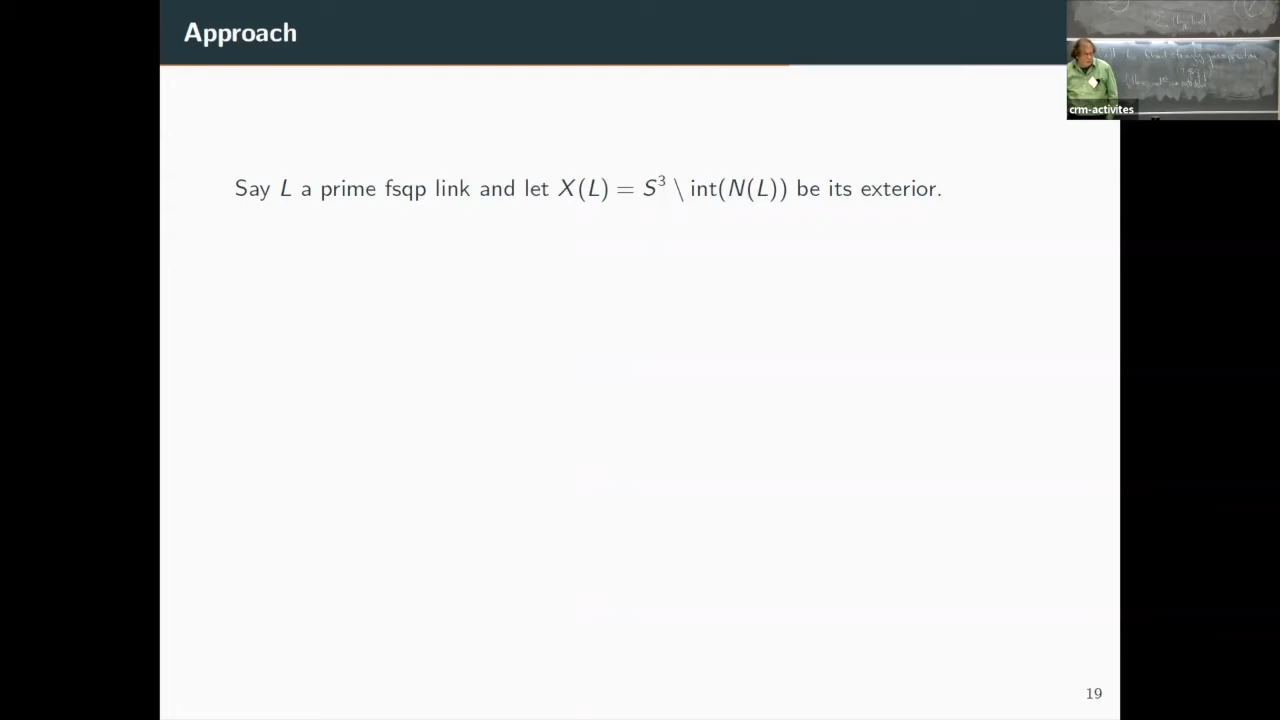 Approach
crm-activites
Say L a prime fsqp link and let X(L) = S³ \ int(N(L)) be its exterior.
19